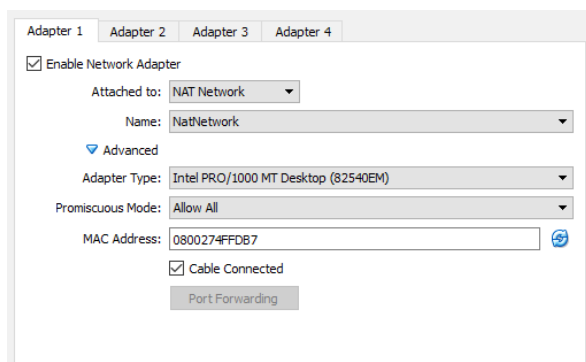 Adapter 1 Adapter 2 Adapter 3 Adapter 4
Enable Network Adapter
Attached to: NAT Network
Name: NatNetwork
Advanced
Adapter Type: Intel PRO/1000 MT Desktop (82540EM)
Promiscuous Mode: Allow All
MAC Address: 0800274FFDB7
Cable Connected
Port Forwarding